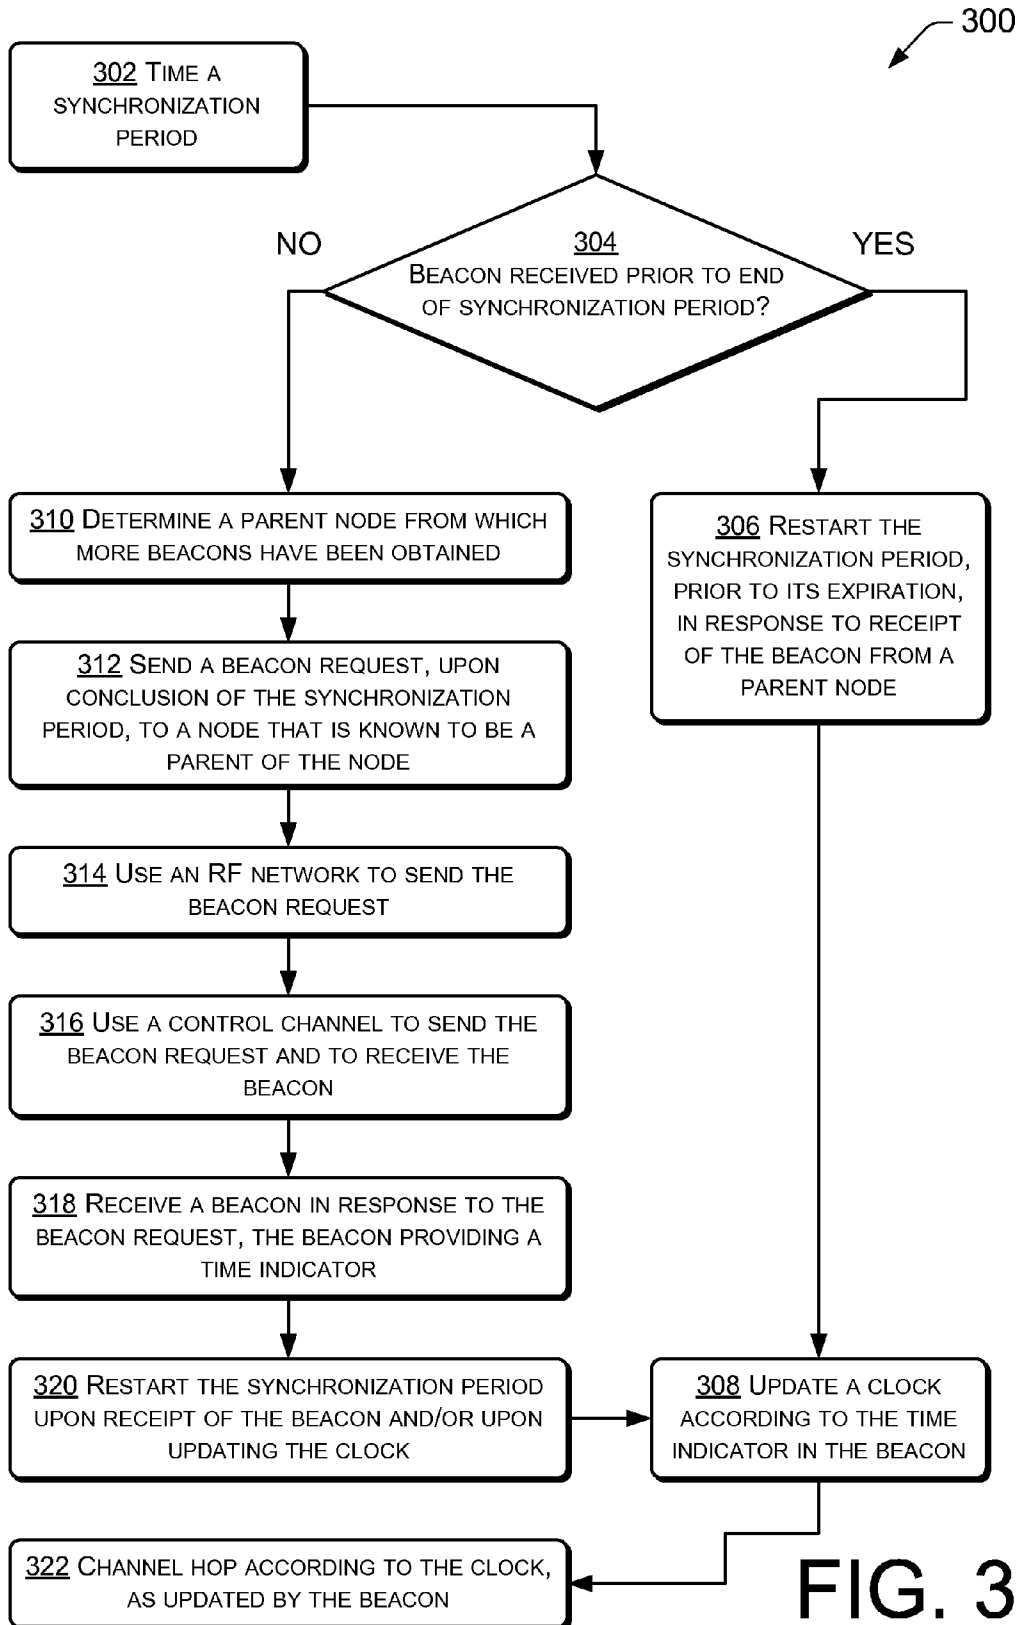 300
302 Time a
synchronization
period
304
Beacon received prior to end
of synchronization period?
NO
YES
310 Determine a parent node from which
more beacons have been obtained
306 Restart the
synchronization period,
prior to its expiration,
in response to receipt
of the beacon from a
parent node
312 Send a beacon request, upon
conclusion of the synchronization
period, to a node that is known to be a
parent of the node
314 Use an RF network to send the
beacon request
316 Use a control channel to send the
beacon request and to receive the
beacon
318 Receive a beacon in response to the
beacon request, the beacon providing a
time indicator
320 Restart the synchronization period
upon receipt of the beacon and/or upon
updating the clock
308 Update a clock
according to the time
indicator in the beacon
322 Channel hop according to the clock,
as updated by the beacon
FIG. 3